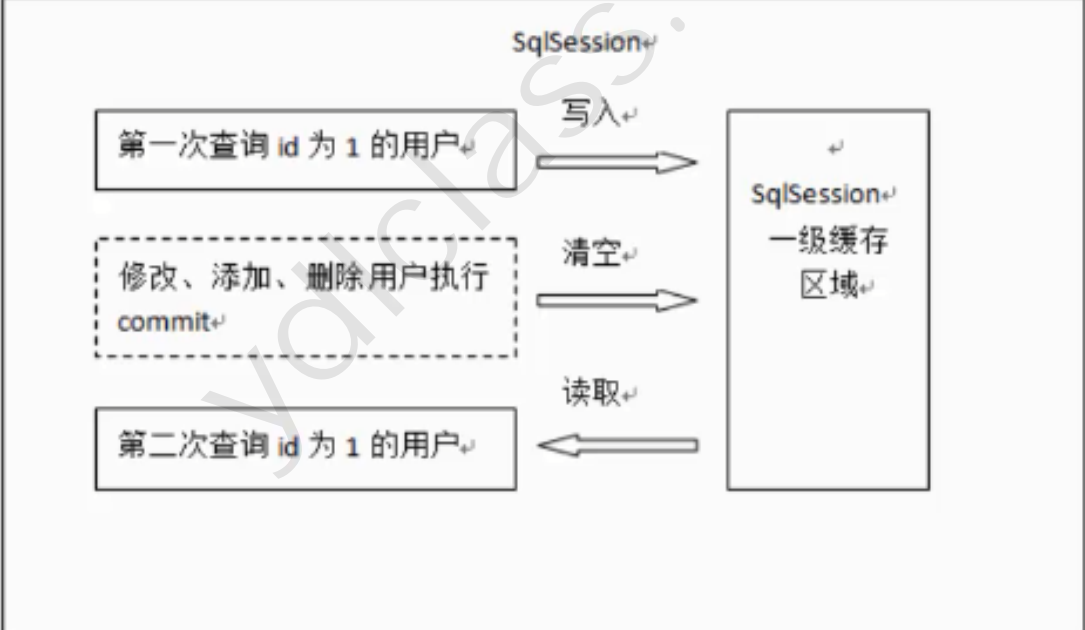 SqlSession
写入
第一次查询 id 为 1 的用户
SqlSession
一级缓存
区域
清空
修改、添加、删除用户执行
commit
读取
第二次查询 id 为 1 的用户
ydlclass.